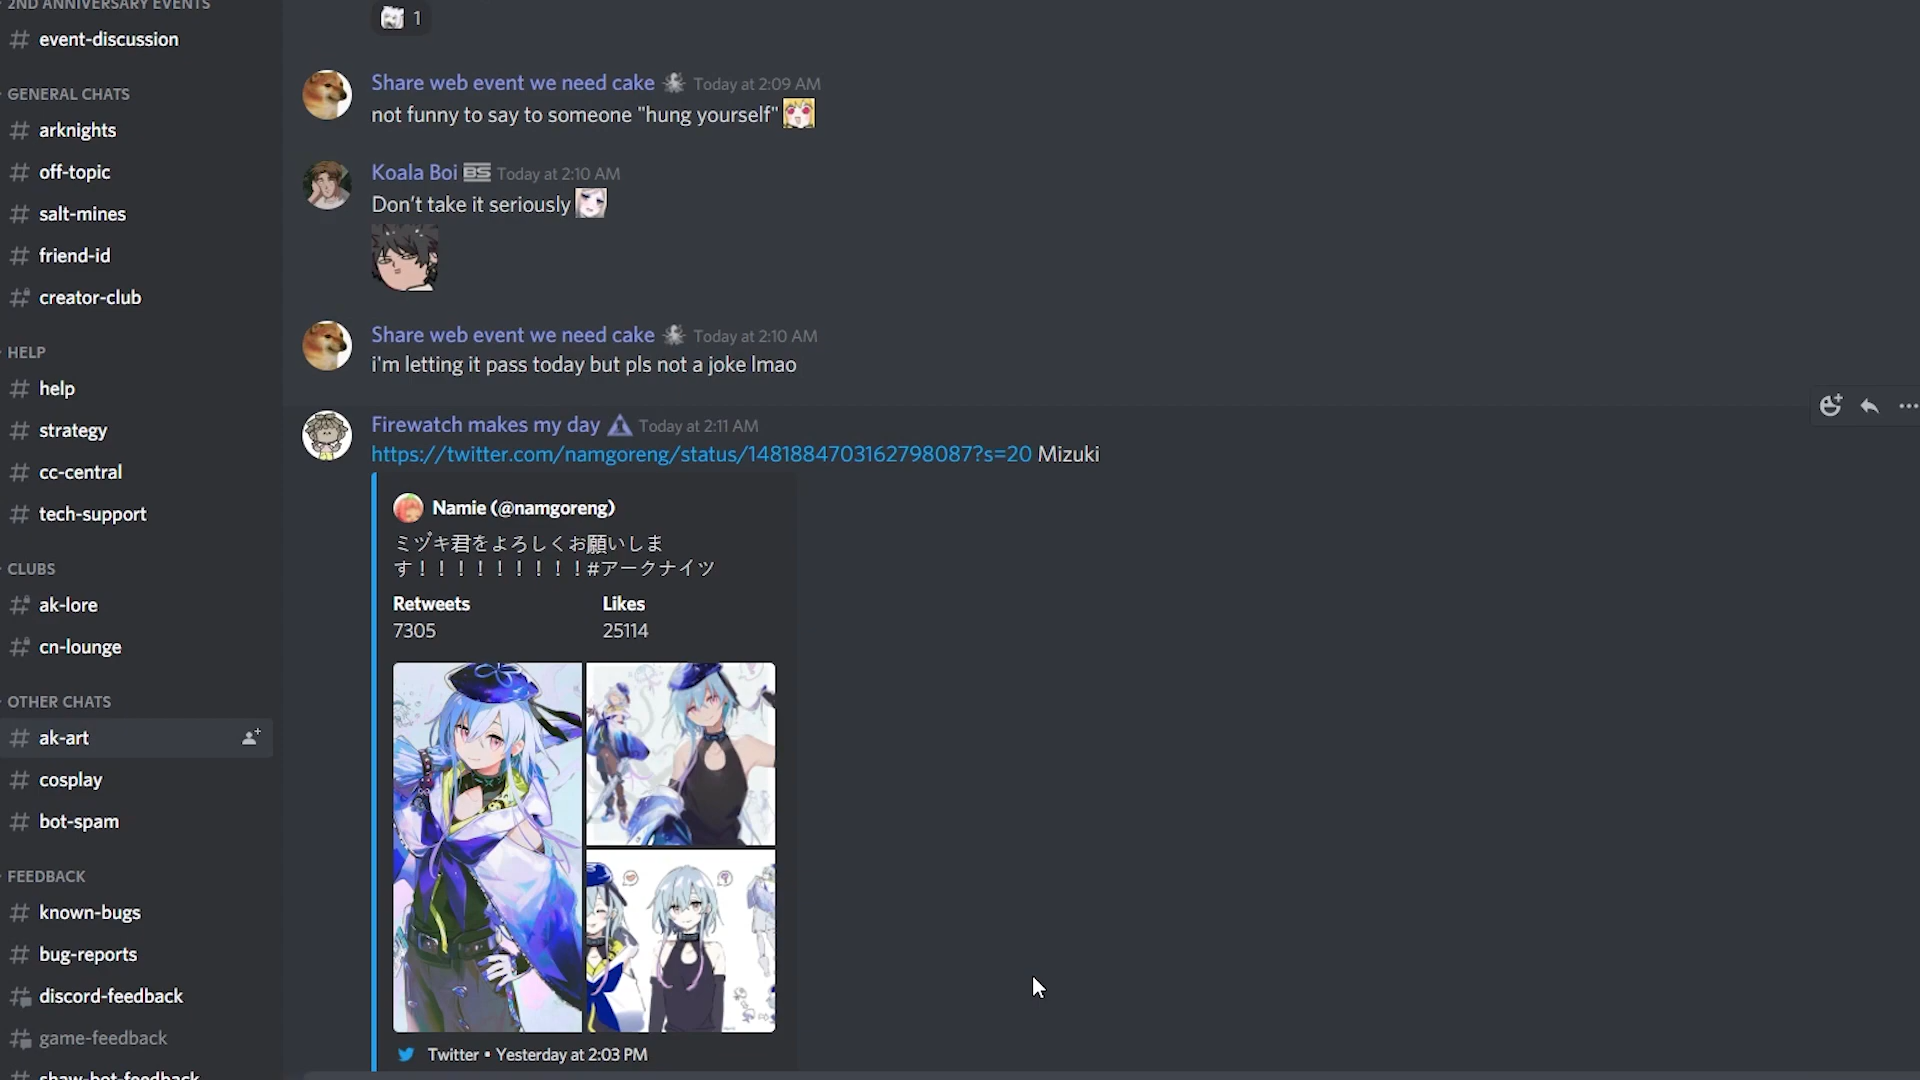 2ND ANNIVERSARY EVENTS
event-discussion
GENERAL CHATS
arknights
off-topic
salt-mines
friend-id
creator-club
HELP
help
strategy
cc-central
tech-support
CLUBS
ak-lore
cn-lounge
OTHER CHATS
ak-art
cosplay
bot-spam
FEEDBACK
known-bugs
bug-reports
discord-feedback
game-feedback
shaw-bot-feedback
1
Share web event we need cake Today at 2:09 AM
not funny to say to someone "hung yourself"
Koala Boi BS Today at 2:10 AM
Don’t take it seriously
Share web event we need cake Today at 2:10 AM
i'm letting it pass today but pls not a joke lmao
Firewatch makes my day Today at 2:11 AM
https://twitter.com/namgoreng/status/1481884703162798087?s=20 Mizuki
Namie (@namgoreng)
ミヅキ君をよろしくお願いしま
す！！！！！！！！！#アークナイツ
Retweets Likes
7305 25114
Twitter • Yesterday at 2:03 PM